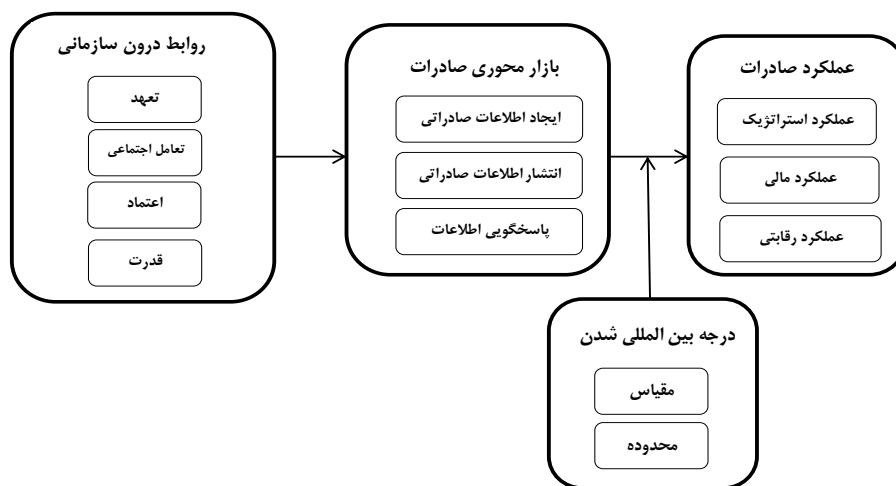 روابط درون سازمانی
تعهد
تعامل اجتماعی
اعتماد
قدرت
بازار محوری صادرات
ایجاد اطلاعات صادراتی
انتشار اطلاعات صادراتی
پاسخگویی اطلاعات
عملکرد صادرات
عملکرد استراتژیک
عملکرد مالی
عملکرد رقابتی
درجه بین المللی شدن
مقیاس
محدوده